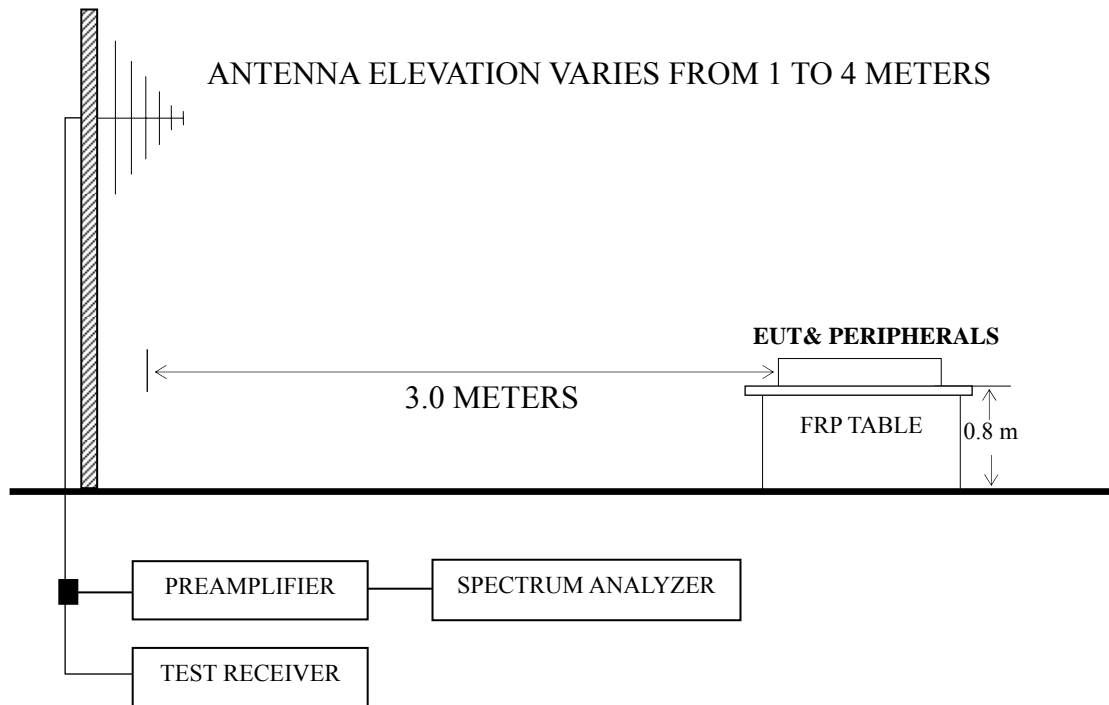 ANTENNA ELEVATION VARIES FROM 1 TO 4 METERS
EUT& PERIPHERALS
3.0 METERS
FRP TABLE
0.8 m
PREAMPLIFIER
SPECTRUM ANALYZER
TEST RECEIVER